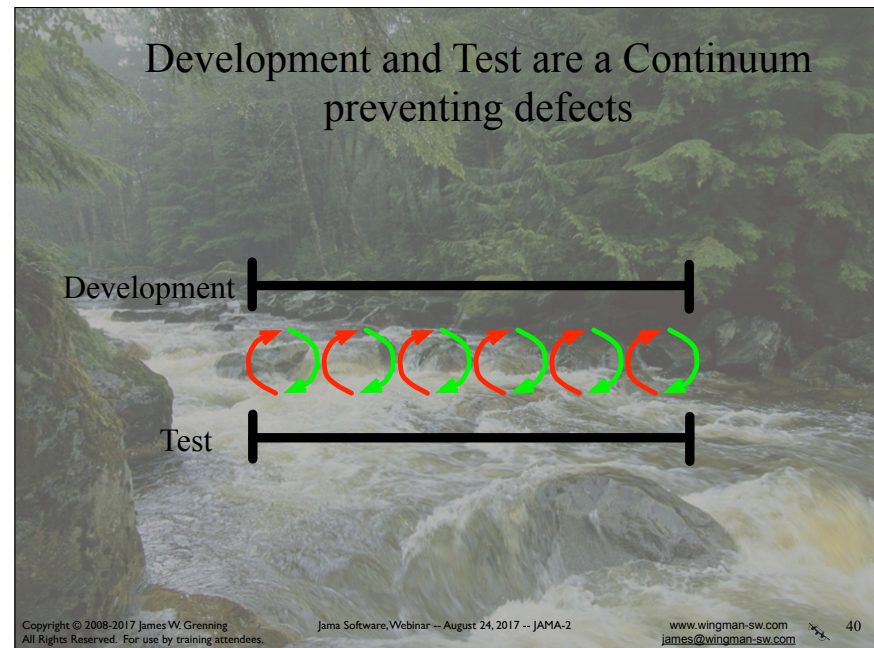 Development and Test are a Continuum
preventing defects
Development
Test
Copyright © 2008-2017 James W. Grenning
All Rights Reserved. For use by training attendees.
Jama Software, Webinar -- August 24, 2017 -- JAMA-2
www.wingman-sw.com
james@wingman-sw.com
40